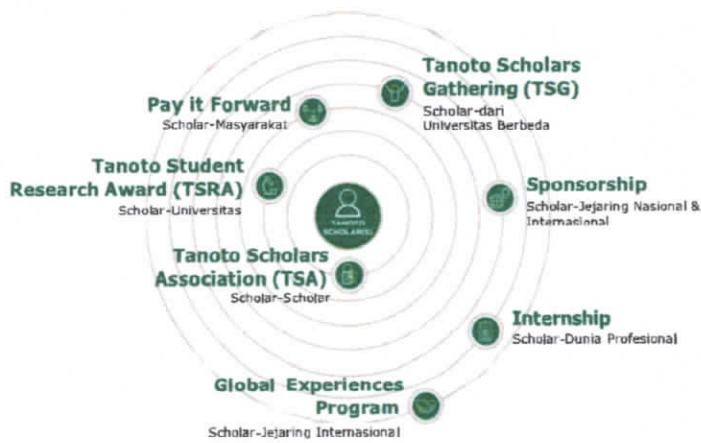 Tanoto Scholars
Gathering (TSG)
Scholar-dari
Universitas Berbeda
Pay it Forward
Scholar-Masyarakat
Tanoto Student
Research Award (TSRA)
Scholar-Universitas
Sponsorship
Scholar-Jejaring Nasional &
Internasional
TANOTO
SCHOLAR(S)
Tanoto Scholars
Association (TSA)
Scholar-Scholar
Internship
Scholar-Dunia Profesional
Global Experiences
Program
Scholar-Jejaring Internasional